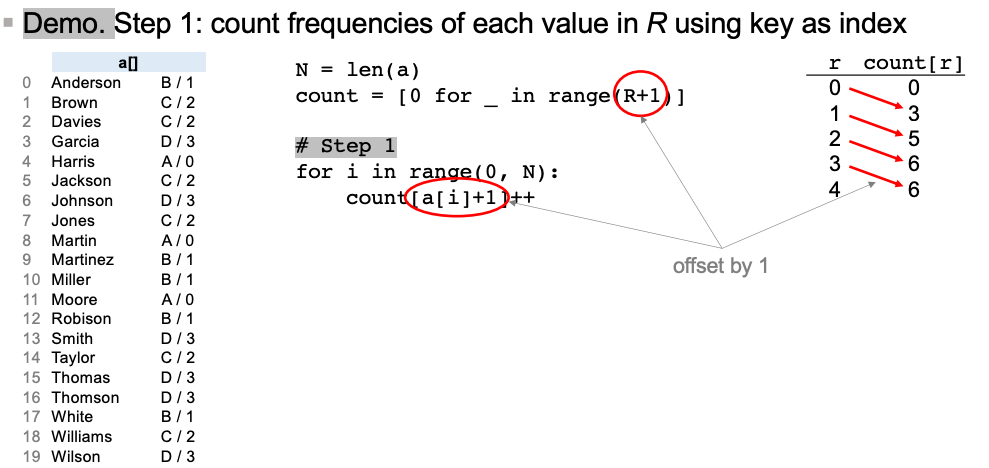 Demo. Step 1: count frequencies of each value in R using key as index
a[]
0 Anderson B / 1
1 Brown C / 2
2 Davies C / 2
3 Garcia D / 3
4 Harris A / 0
5 Jackson C / 2
6 Johnson D / 3
7 Jones C / 2
8 Martin A / 0
9 Martinez B / 1
10 Miller B / 1
11 Moore A / 0
12 Robison B / 1
13 Smith D / 3
14 Taylor C / 2
15 Thomas D / 3
16 Thomson D / 3
17 White B / 1
18 Williams C / 2
19 Wilson D / 3
N = len(a)
count = [0 for _ in range(R+1)]
# Step 1
for i in range(0, N):
count[a[i]+1]++
offset by 1
r count[r]
0 0
1 3
2 5
3 6
4 6